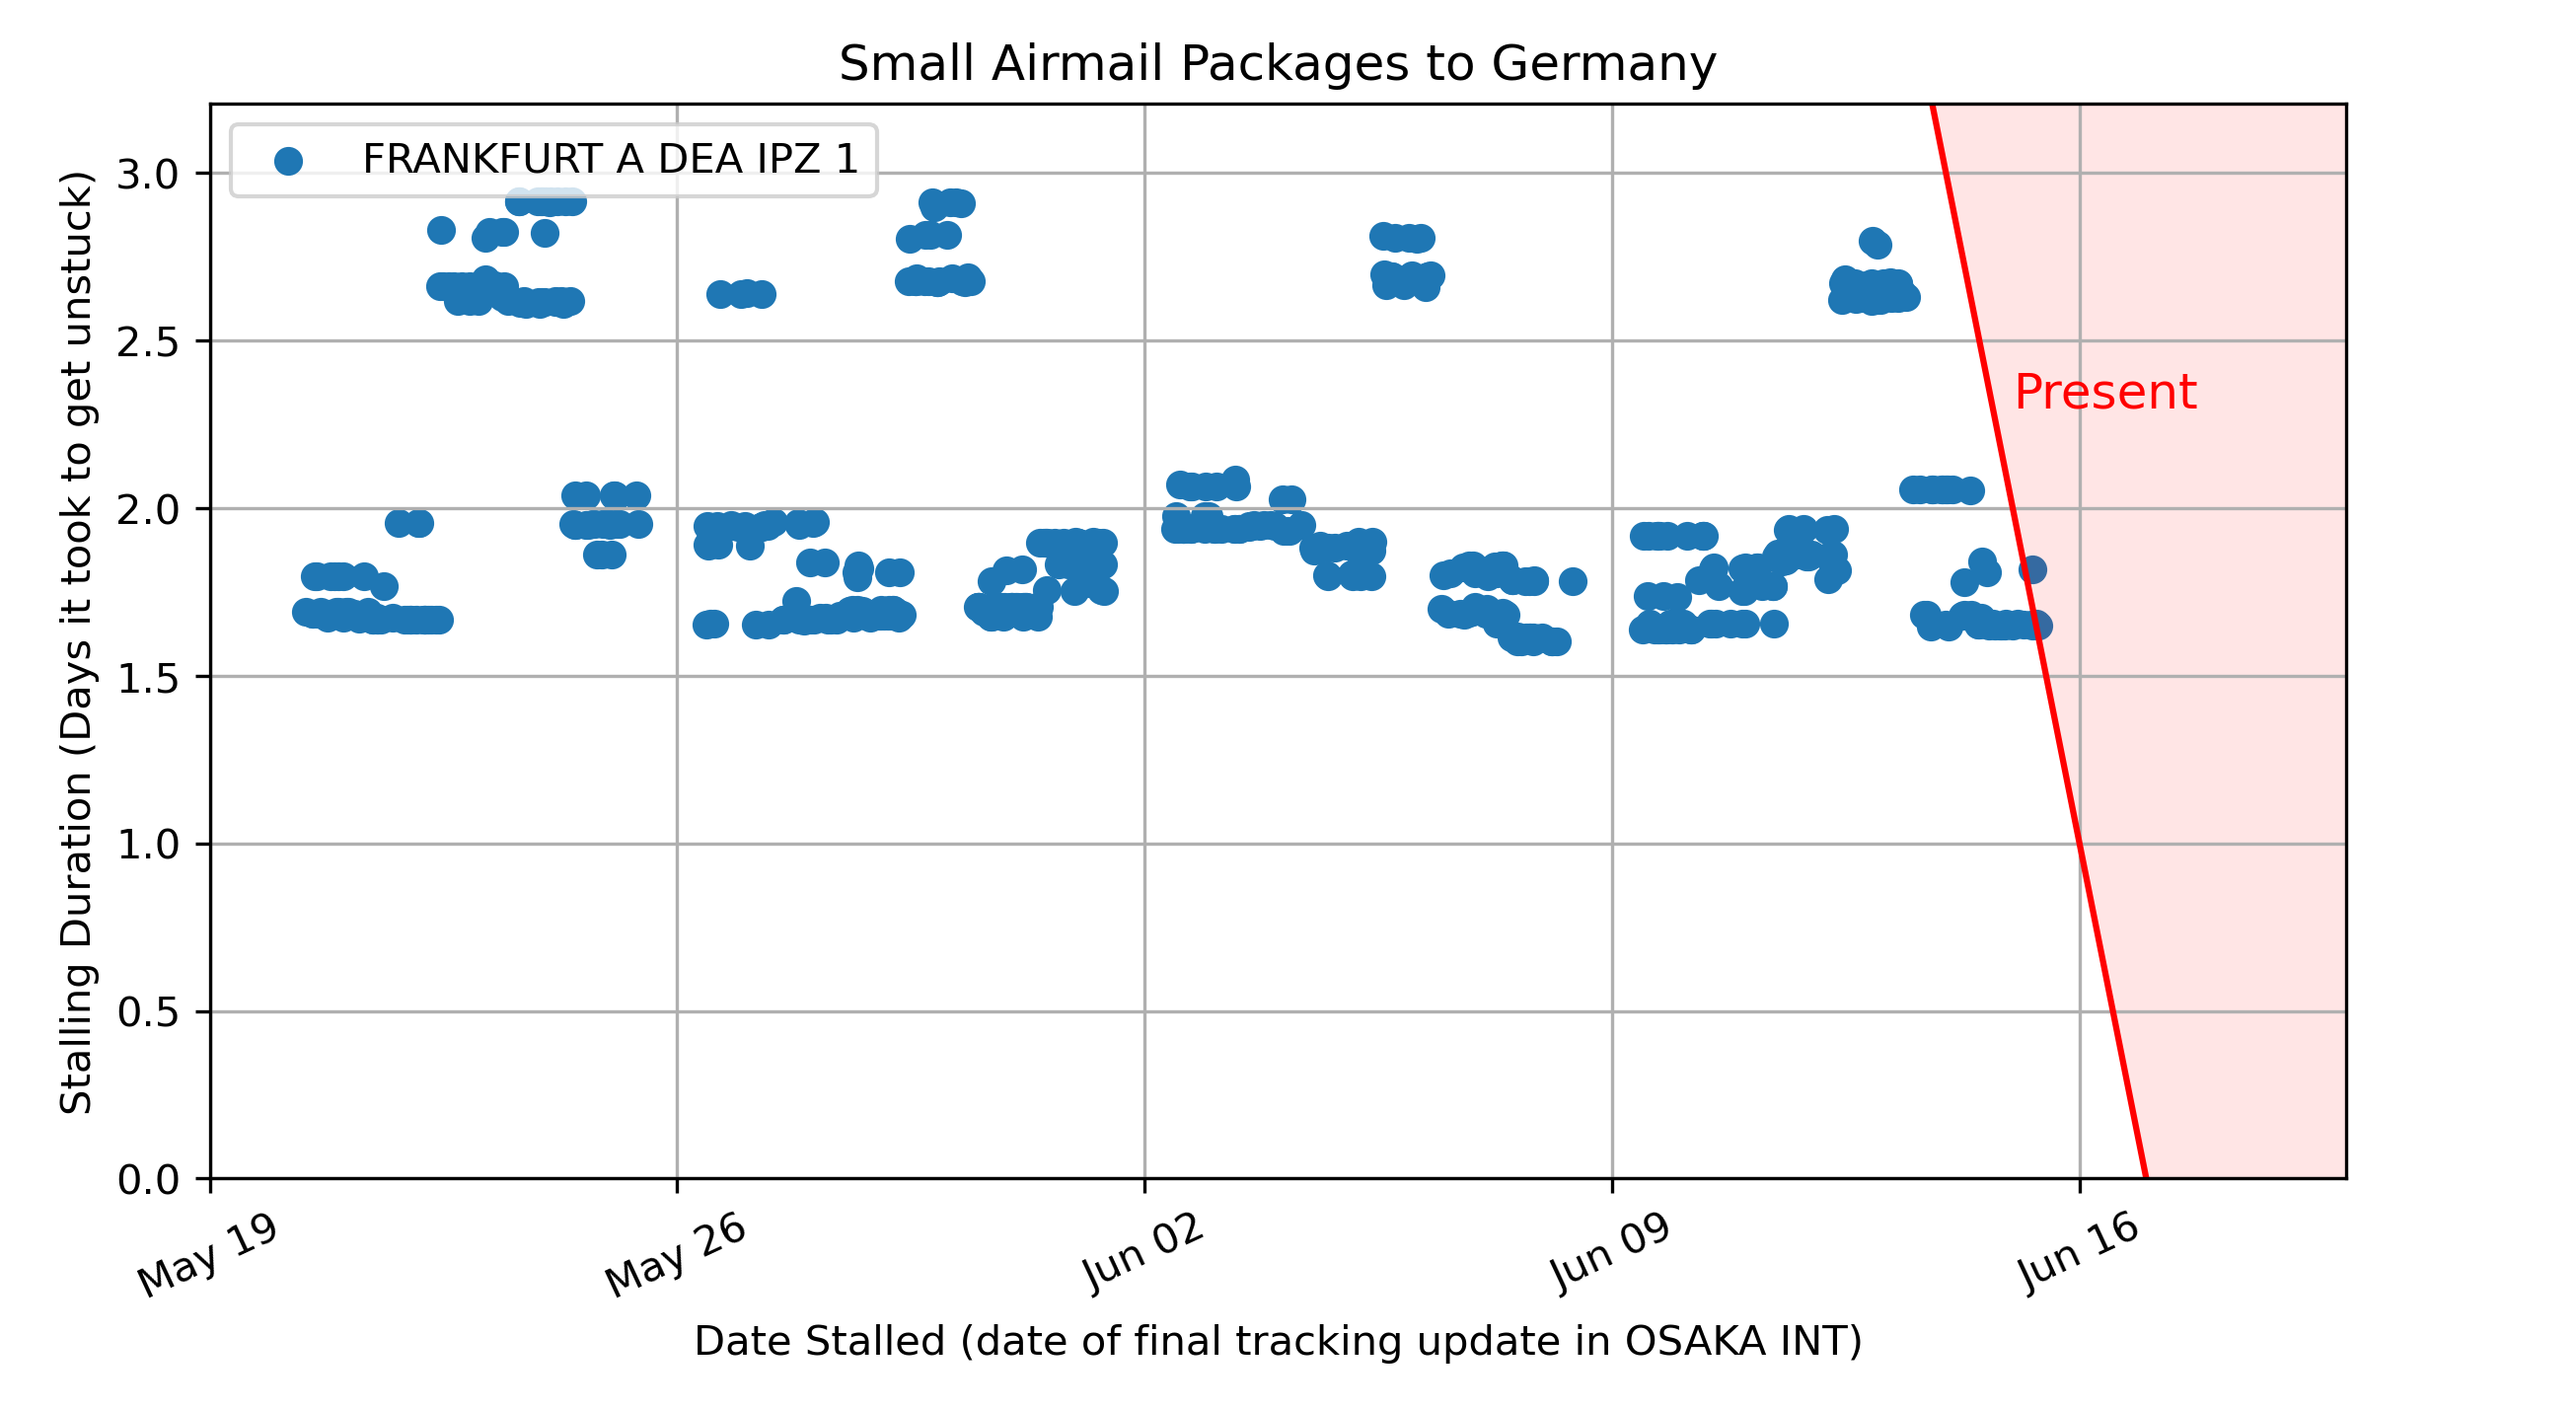 Small Airmail Packages to Germany
FRANKFURT A DEA IPZ 1
Present
Stalling Duration (Days it took to get unstuck)
3.0
2.5
2.0
1.5
1.0
0.5
0.0
May 19
May 26
Jun 02
Jun 09
Jun 16
Date Stalled (date of final tracking update in OSAKA INT)